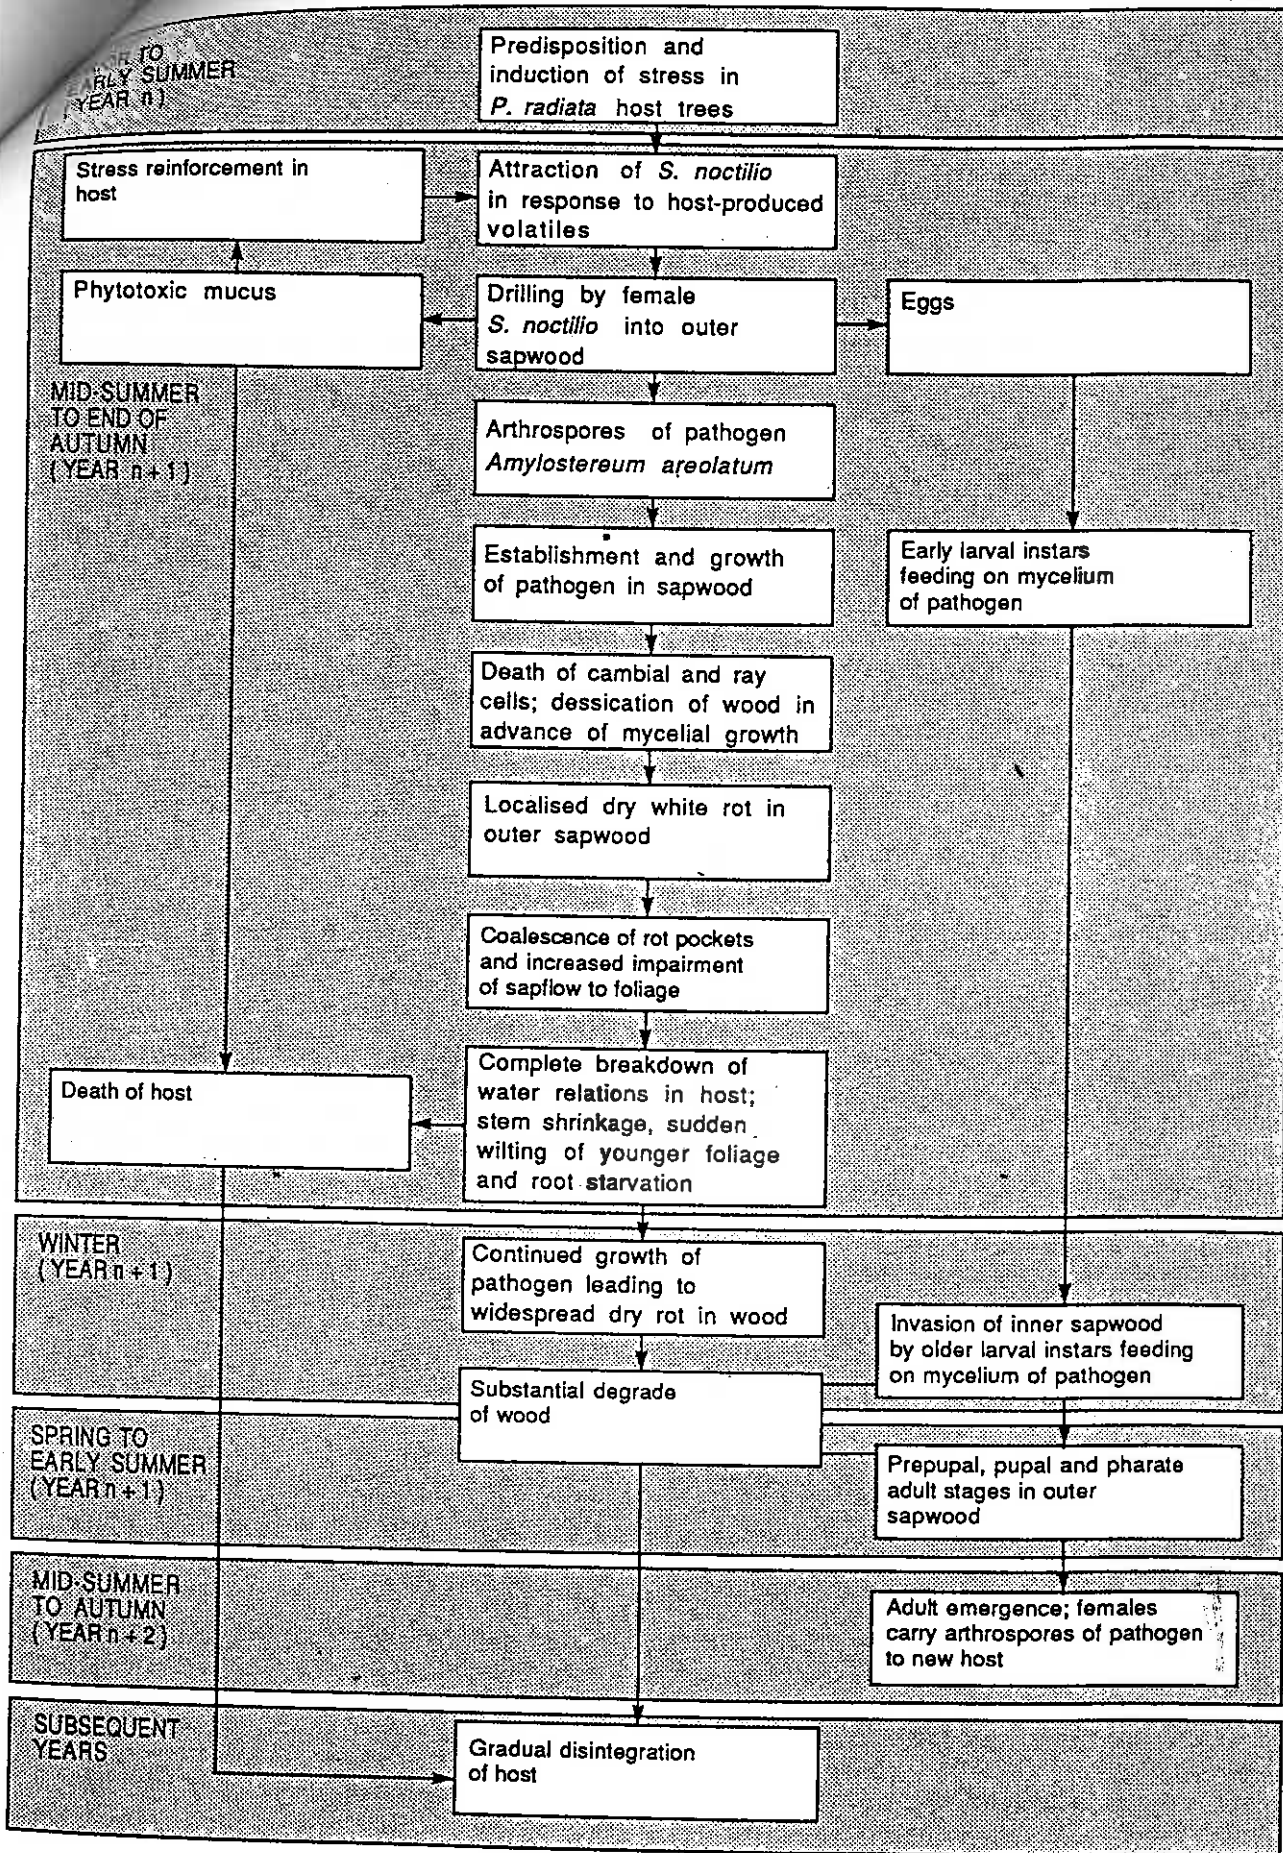 TO
EARLY SUMMER
(YEAR n)
Predisposition and
induction of stress in
P. radiata host trees
Stress reinforcement in
host
Attraction of S. noctilio
in response to host-produced
volatiles
Phytotoxic mucus
Drilling by female
S. noctilio into outer
sapwood
Eggs
MID-SUMMER
TO END OF
AUTUMN
(YEAR n+1)
Arthrospores of pathogen
Amylostereum areolatum
Establishment and growth
of pathogen in sapwood
Early larval instars
feeding on mycelium
of pathogen
Death of cambial and ray
cells; dessication of wood in
advance of mycelial growth
Localised dry white rot in
outer sapwood
Coalescence of rot pockets
and increased impairment
of sapflow to foliage
Death of host
Complete breakdown of
water relations in host;
stem shrinkage, sudden
wilting of younger foliage
and root starvation
WINTER
(YEAR n+1)
Continued growth of
pathogen leading to
widespread dry rot in wood
Invasion of inner sapwood
by older larval instars feeding
on mycelium of pathogen
Substantial degrade
of wood
SPRING TO
EARLY SUMMER
(YEAR n+1)
Prepupal, pupal and pharate
adult stages in outer
sapwood
MID-SUMMER
TO AUTUMN
(YEAR n+2)
Adult emergence; females
carry arthrospores of pathogen
to new host
SUBSEQUENT
YEARS
Gradual disintegration
of host